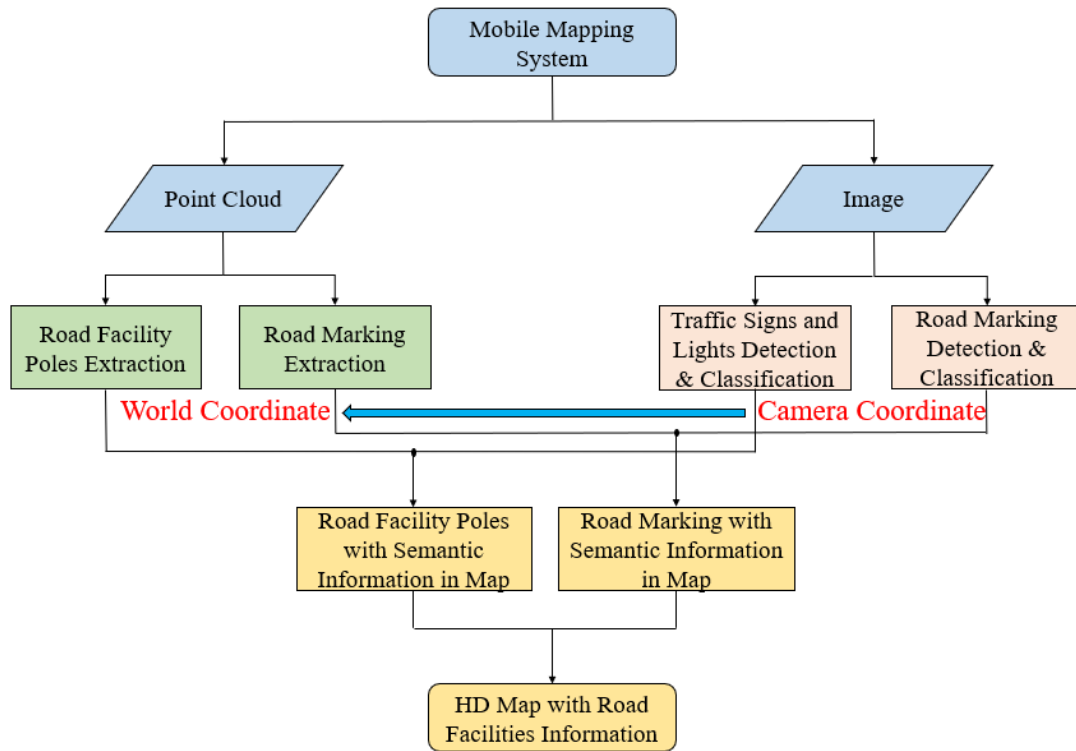 Mobile Mapping
System
Point Cloud
Image
Road Facility
Poles Extraction
Road Marking
Extraction
Traffic Signs and
Lights Detection
& Classification
Road Marking
Detection &
Classification
World Coordinate
Camera Coordinate
Road Facility Poles
with Semantic
Information in Map
Road Marking with
Semantic Information
in Map
HD Map with Road
Facilities Information